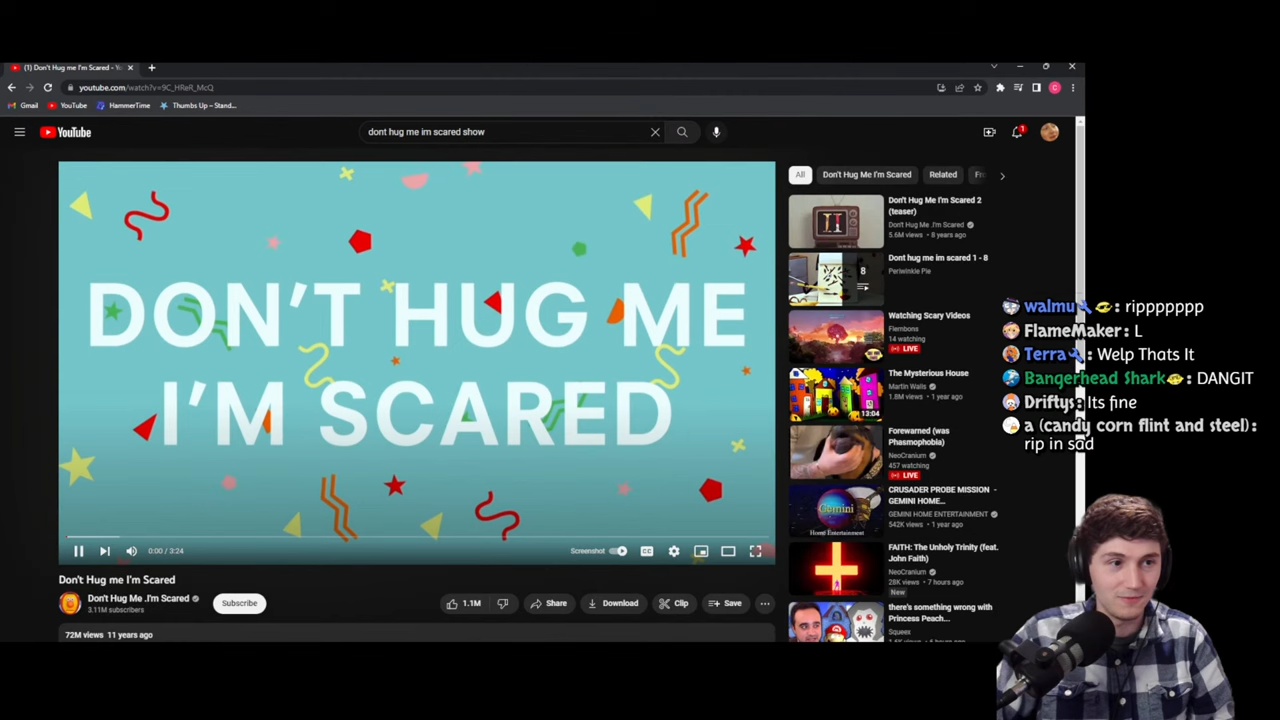 (1) Don't Hug me I'm Scared - Yo
youtube.com/watch?v=9C_HReR_McQ
Gmail
YouTube
HammerTime
Thumbs Up – Stand...
YouTube
dont hug me im scared show
1
DON'T HUG ME
I'M SCARED
0:00 / 3:24
Screenshot
CC
Don't Hug me I'm Scared
Don't Hug Me .I'm Scared
3.11M subscribers
Subscribe
1.1M
Share
Download
Clip
Save
72M views 11 years ago
All
Don't Hug Me I'm Scared
Related
Fr
Don't Hug Me I'm Scared 2
(teaser)
Don't Hug Me .I'm Scared
5.6M views • 8 years ago
Dont hug me im scared 1 - 8
Periwinkle Pie
8
Watching Scary Videos
Flembons
14 watching
LIVE
The Mysterious House
Martin Walls
1.8M views • 1 year ago
13:04
Forewarned (was
Phasmophobia)
NeoCranium
457 watching
LIVE
CRUSADER PROBE MISSION -
GEMINI HOME...
GEMINI HOME ENTERTAINMENT
542K views • 1 year ago
Gemini
Home Entertainment
FAITH: The Unholy Trinity (feat.
John Faith)
NeoCranium
28K views • 7 hours ago
New
there's something wrong with
Princess Peach...
Squeex
walmu: rippppppp
FlameMaker: L
Terra: Welp Thats It
Bangerhead Shark: DANGIT
Driftys: Its fine
a (candy corn flint and steel):
rip in sad